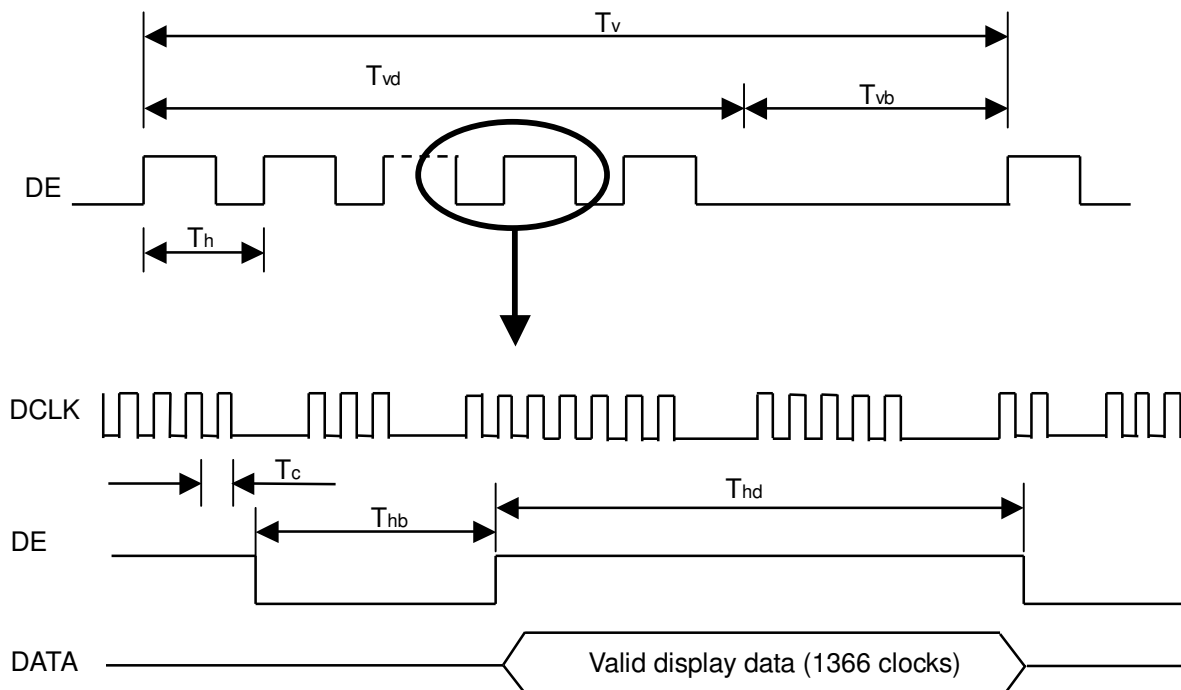 Tv
Tvd
Tvb
DE
Th
DCLK
Tc
Thd
Thb
DE
DATA
Valid display data (1366 clocks)